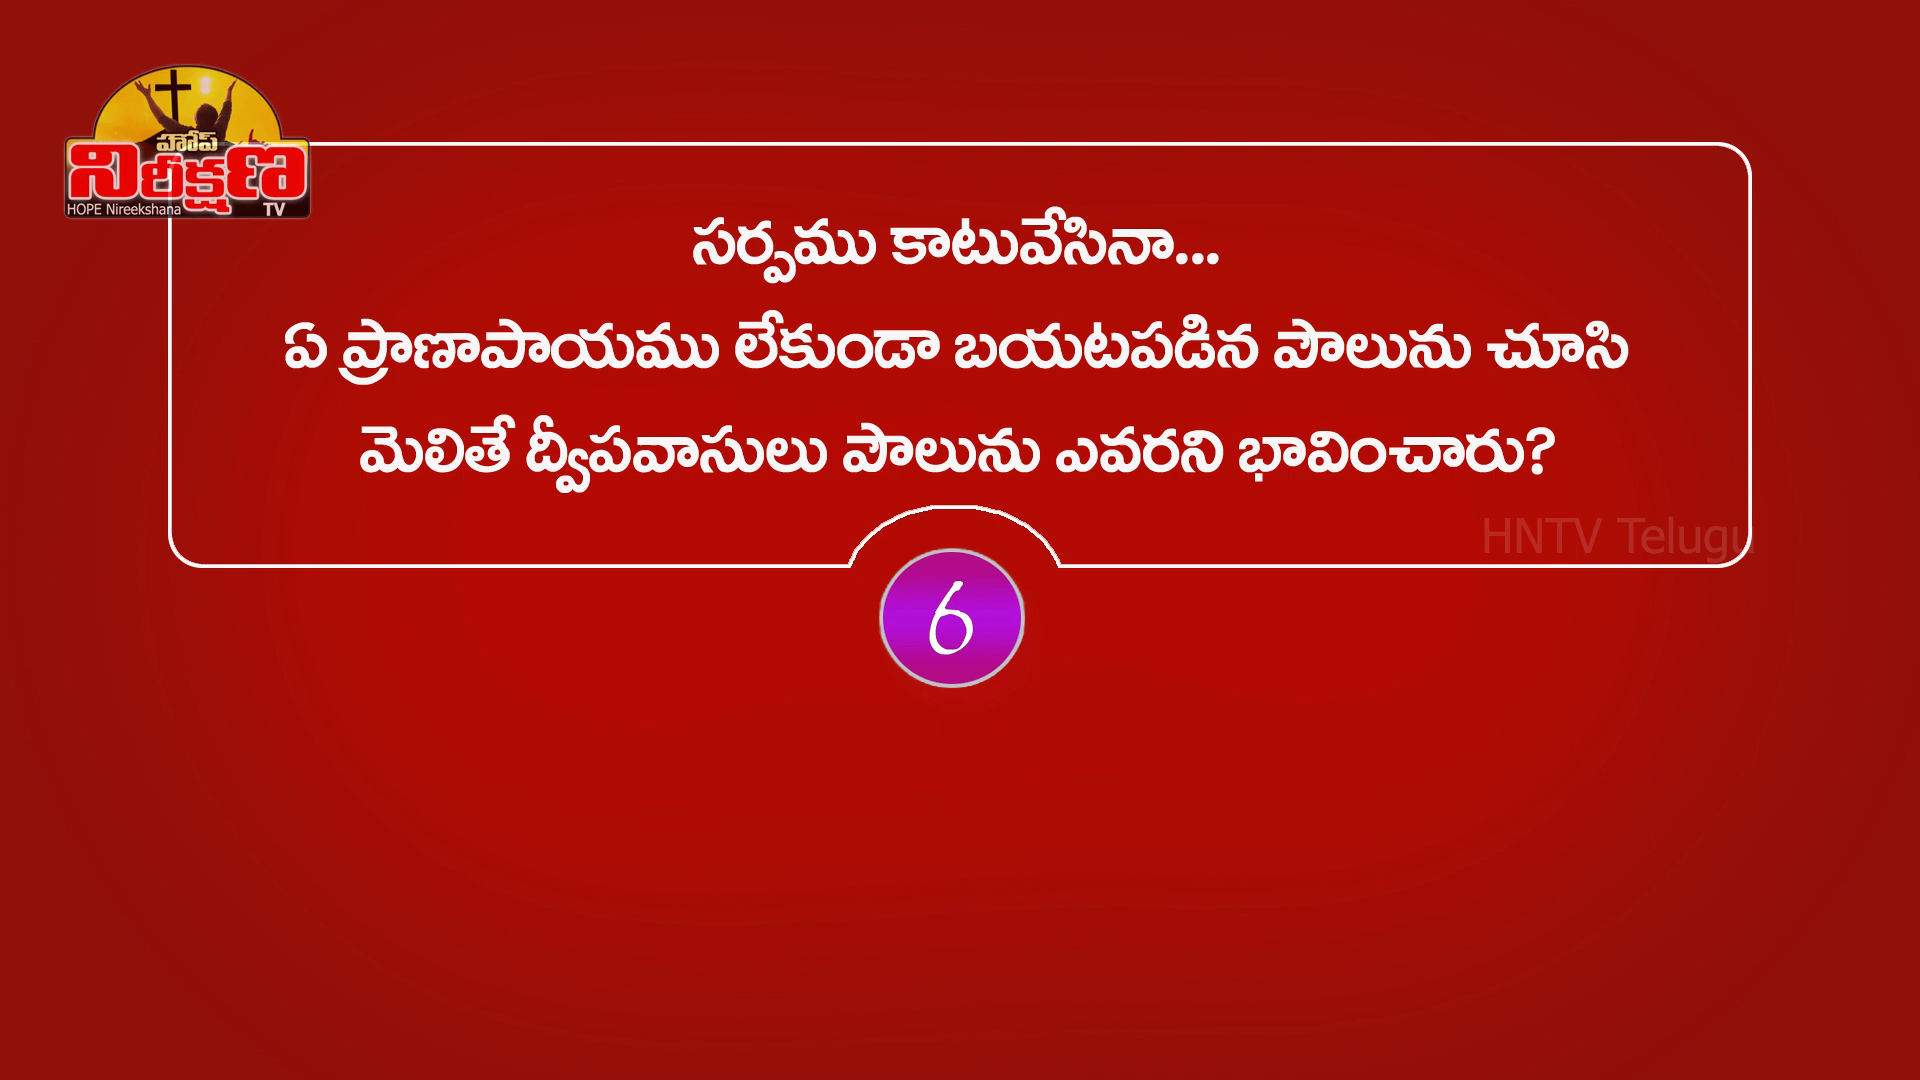 హోప్
నిరీక్షణ
HOPE Nireekshana TV
సర్పము కాటువేసినా...
ఏ ప్రాణాపాయము లేకుండా బయటపడిన పౌలును చూసి
మెలితే ద్వీపవాసులు పౌలును ఎవరని భావించారు?
HNTV Telugu
6